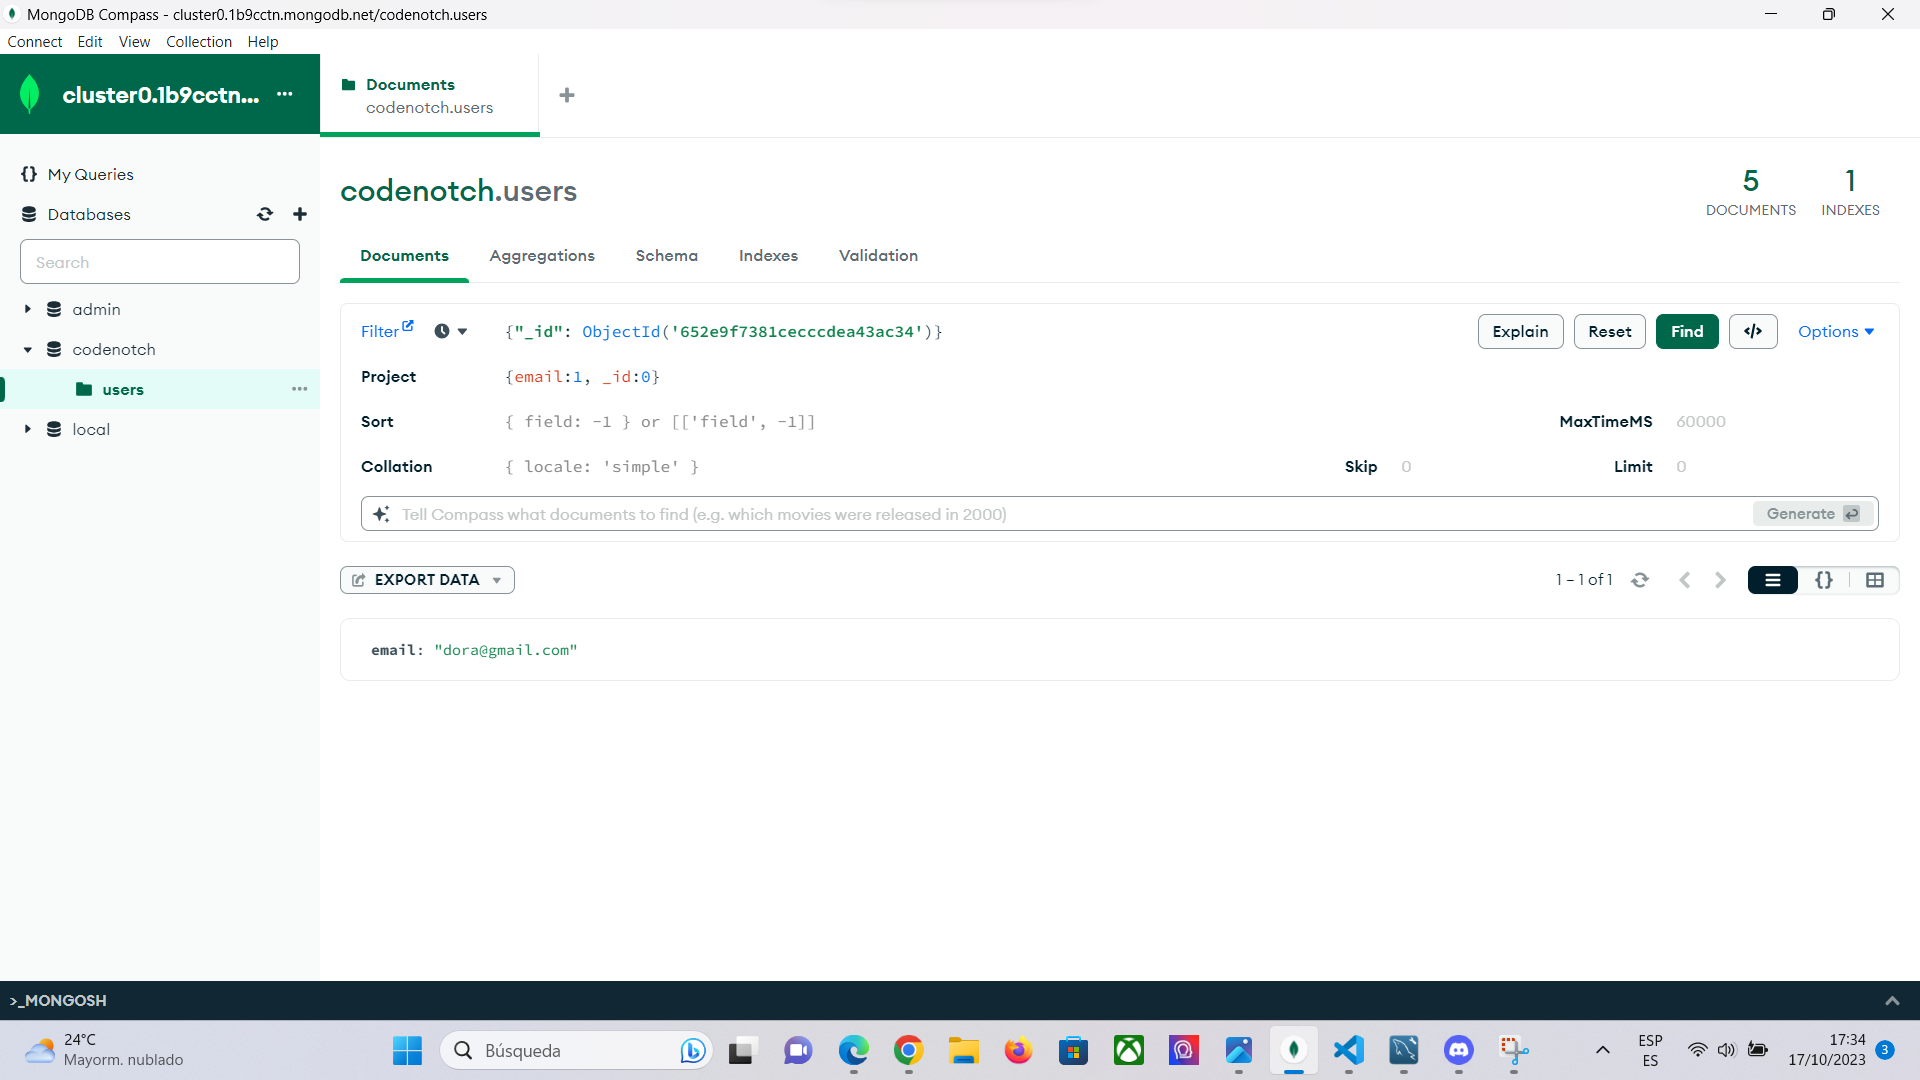 MongoDB Compass - cluster0.1b9cctn.mongodb.net/codenotch.users
Connect Edit View Collection Help
cluster0.1b9cctn... ...
Documents
codenotch.users
My Queries
Databases
Search
admin
codenotch
users
local
codenotch.users
5
DOCUMENTS
1
INDEXES
Documents Aggregations Schema Indexes Validation
Filter {"_id": ObjectId('652e9f7381cecccdea43ac34')} Explain Reset Find </> Options
Project {email:1, _id:0}
Sort { field: -1 } or [['field', -1]] MaxTimeMS 60000
Collation { locale: 'simple' } Skip 0 Limit 0
Tell Compass what documents to find (e.g. which movies were released in 2000) Generate
EXPORT DATA 1 – 1 of 1 {}
email: "dora@gmail.com"
>_MONGOSH
24°C
Mayorm. nublado
Búsqueda
ESP
ES
17:34
17/10/2023
3